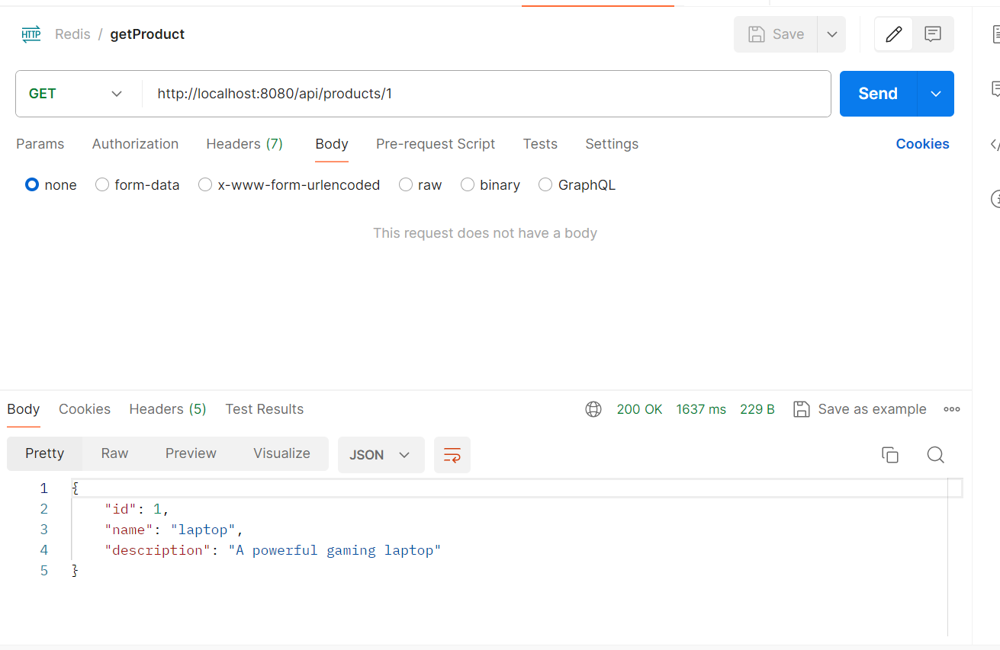 HTTP Redis / getProduct Save
GET http://localhost:8080/api/products/1 Send
Params Authorization Headers (7) Body Pre-request Script Tests Settings Cookies
none form-data x-www-form-urlencoded raw binary GraphQL
This request does not have a body
Body Cookies Headers (5) Test Results 200 OK 1637 ms 229 B Save as example
Pretty Raw Preview Visualize JSON
1 {
2 "id": 1,
3 "name": "laptop",
4 "description": "A powerful gaming laptop"
5 }